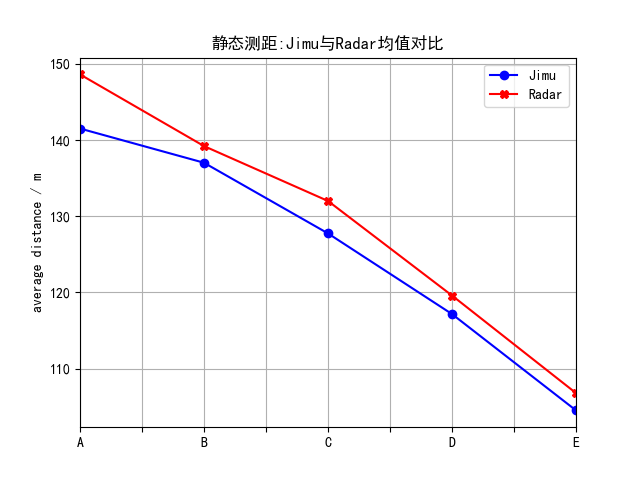 静态测距:Jimu与Radar均值对比
Jimu
Radar
average distance / m
150
140
130
120
110
A B C D E